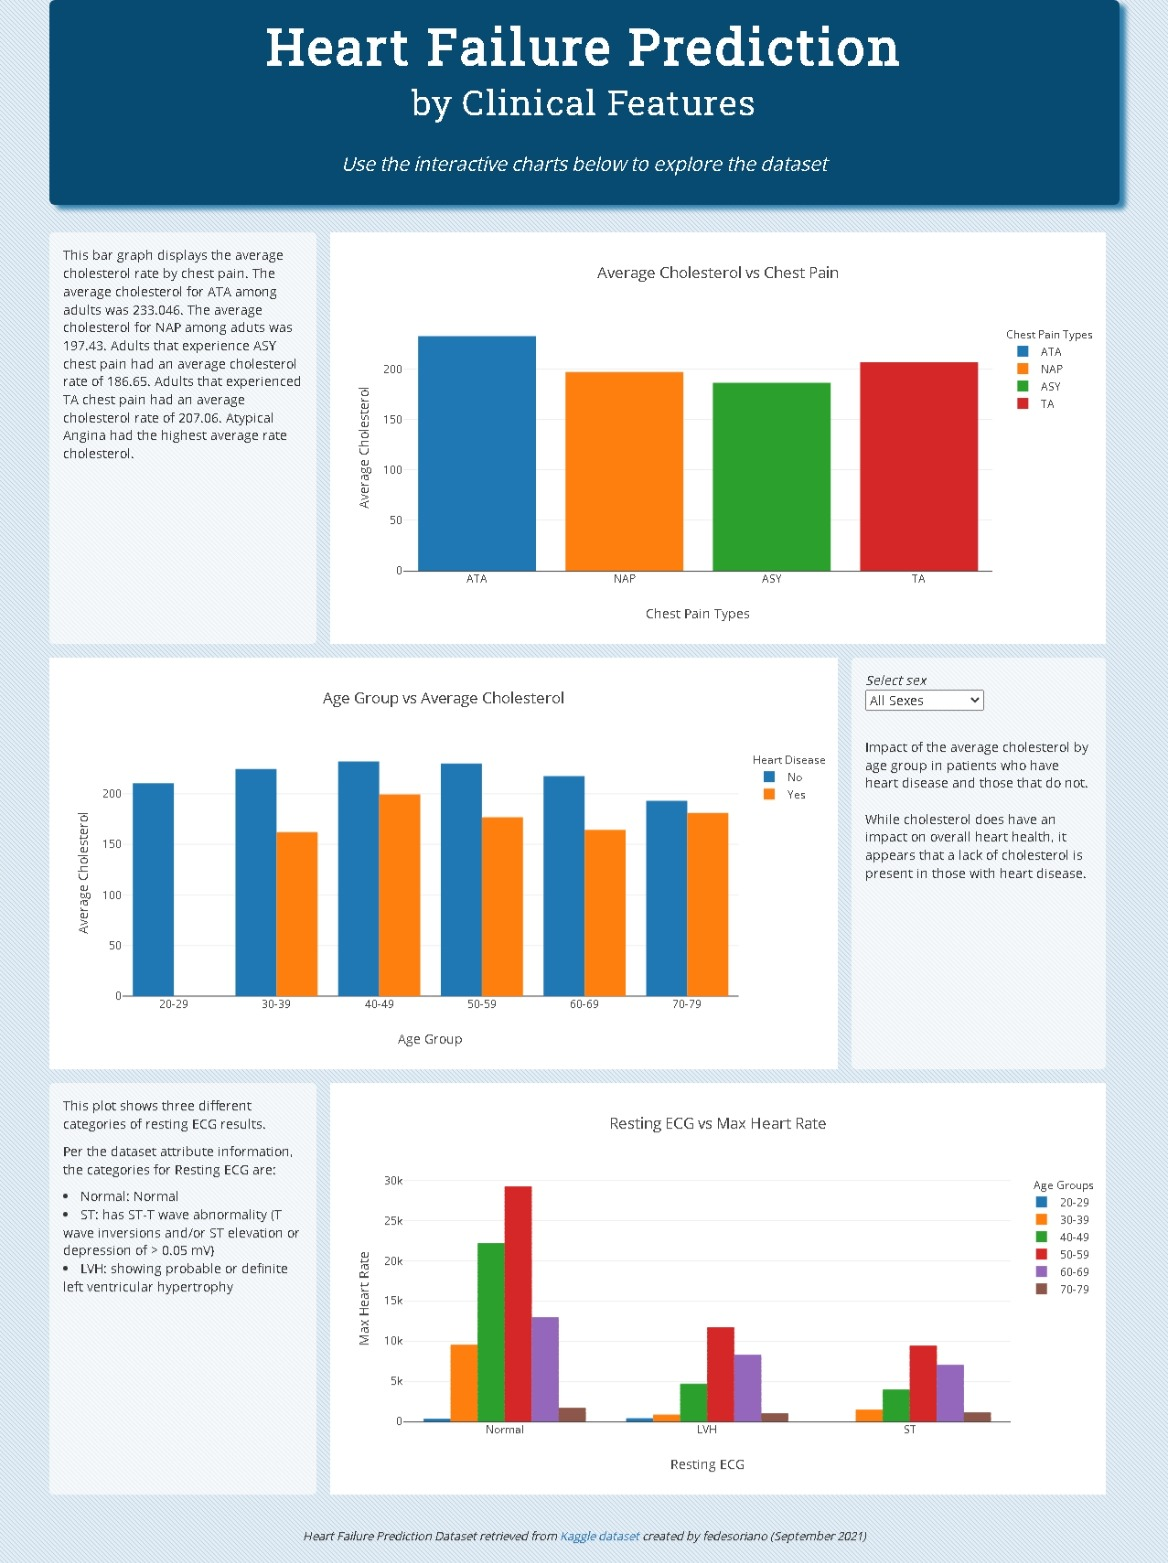 Heart Failure Prediction
by Clinical Features
Use the interactive charts below to explore the dataset
This bar graph displays the average
cholesterol rate by chest pain. The
average cholesterol for ATA among
adults was 233.046. The average
cholesterol for NAP among aduts was
197.43. Adults that experience ASY
chest pain had an average cholesterol
rate of 186.65. Adults that experienced
TA chest pain had an average
cholesterol rate of 207.06. Atypical
Angina had the highest average rate
cholesterol.
Average Cholesterol vs Chest Pain
Average Cholesterol
200
150
100
50
0
ATA NAP ASY TA
Chest Pain Types
Chest Pain Types
ATA
NAP
ASY
TA
Age Group vs Average Cholesterol
Average Cholesterol
200
150
100
50
0
20-29 30-39 40-49 50-59 60-69 70-79
Age Group
Heart Disease
No
Yes
Select sex
All Sexes
Impact of the average cholesterol by
age group in patients who have
heart disease and those that do not.
While cholesterol does have an
impact on overall heart health, it
appears that a lack of cholesterol is
present in those with heart disease.
This plot shows three different
categories of resting ECG results.
Per the dataset attribute information,
the categories for Resting ECG are:
• Normal: Normal
• ST: has ST-T wave abnormality (T
wave inversions and/or ST elevation or
depression of > 0.05 mV)
• LVH: showing probable or definite
left ventricular hypertrophy
Resting ECG vs Max Heart Rate
Max Heart Rate
30k
25k
20k
15k
10k
5k
0
Normal LVH ST
Resting ECG
Age Groups
20-29
30-39
40-49
50-59
60-69
70-79
Heart Failure Prediction Dataset retrieved from Kaggle dataset created by fedesoriano (September 2021)